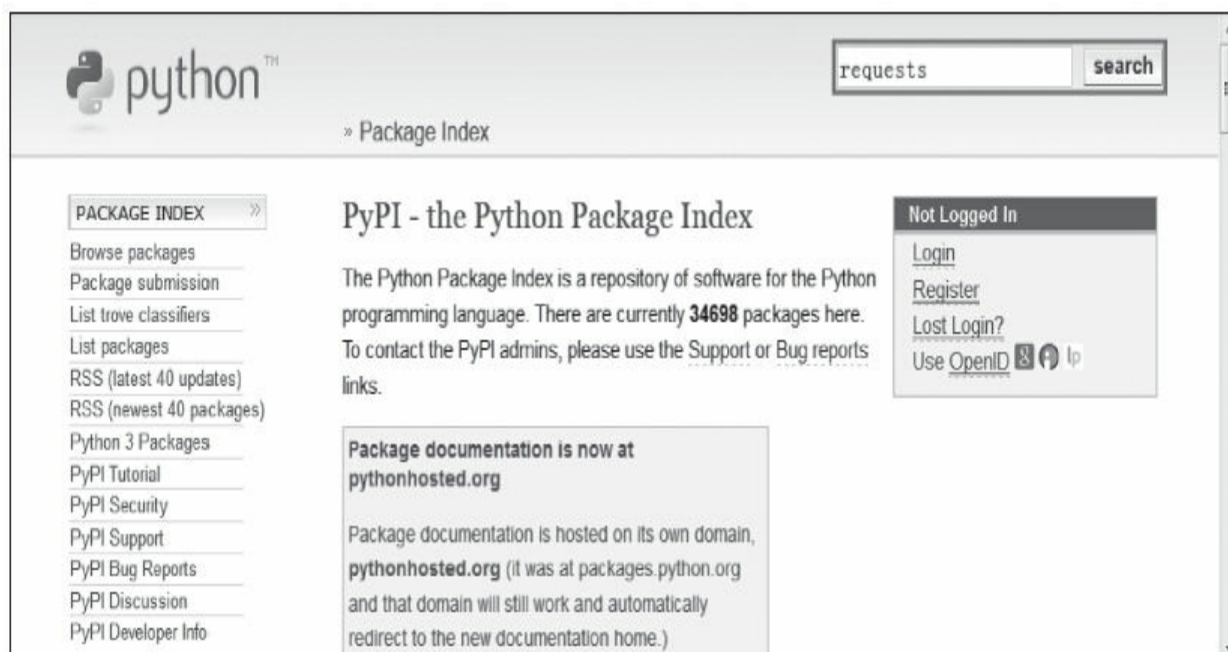 python™
requests
search
» Package Index
PACKAGE INDEX »
Browse packages
Package submission
List trove classifiers
List packages
RSS (latest 40 updates)
RSS (newest 40 packages)
Python 3 Packages
PyPI Tutorial
PyPI Security
PyPI Support
PyPI Bug Reports
PyPI Discussion
PyPI Developer Info
PyPI - the Python Package Index
The Python Package Index is a repository of software for the Python
programming language. There are currently 34698 packages here.
To contact the PyPI admins, please use the Support or Bug reports
links.
Package documentation is now at
pythonhosted.org
Package documentation is hosted on its own domain,
pythonhosted.org (it was at packages.python.org
and that domain will still work and automatically
redirect to the new documentation home.)
Not Logged In
Login
Register
Lost Login?
Use OpenID 8 lp